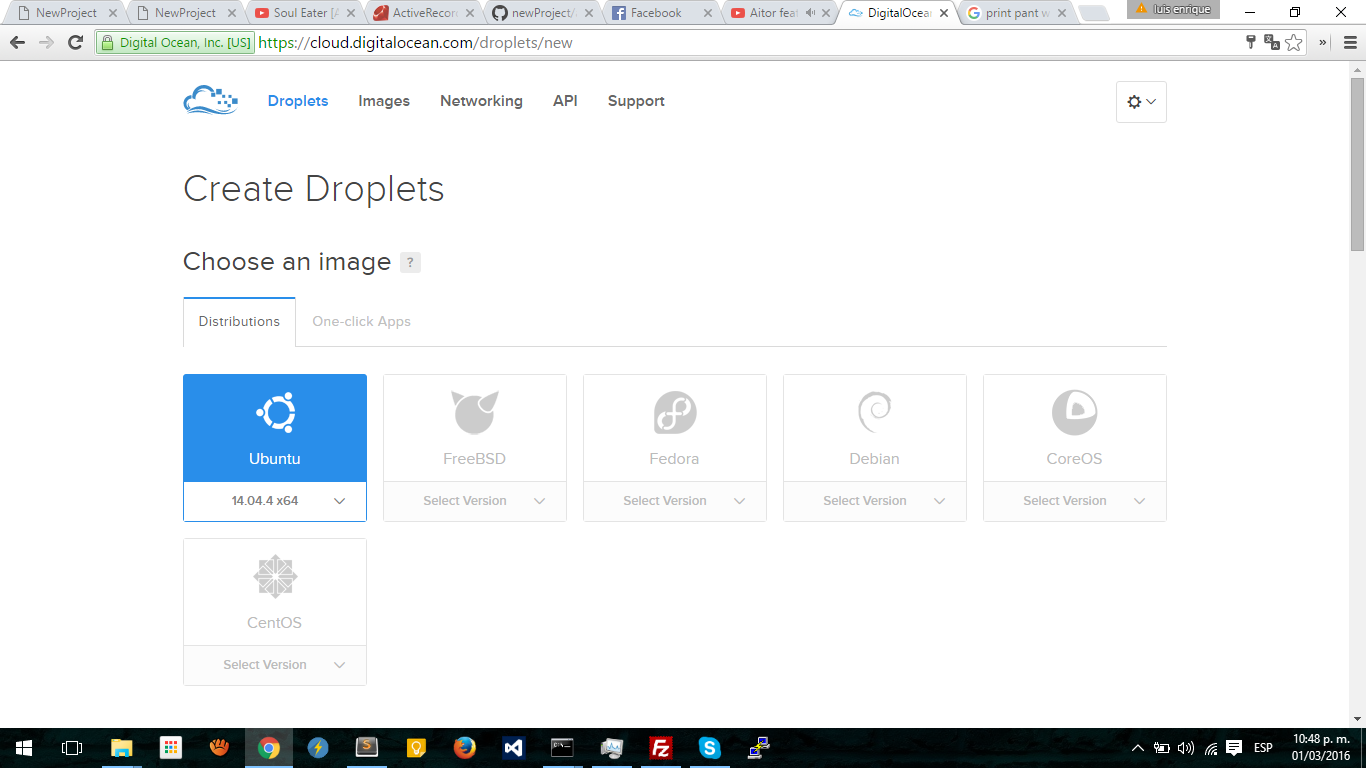 NewProject
NewProject
Soul Eater [A
ActiveRecor
newProject/
Facebook
Aitor feat
DigitalOcean
print pant w
luis enrique
Digital Ocean, Inc. [US] https://cloud.digitalocean.com/droplets/new
Droplets Images Networking API Support
Create Droplets
Choose an image ?
Distributions One-click Apps
Ubuntu FreeBSD Fedora Debian CoreOS
14.04.4 x64 Select Version Select Version Select Version Select Version
CentOS
Select Version
ESP
10:48 p. m.
01/03/2016